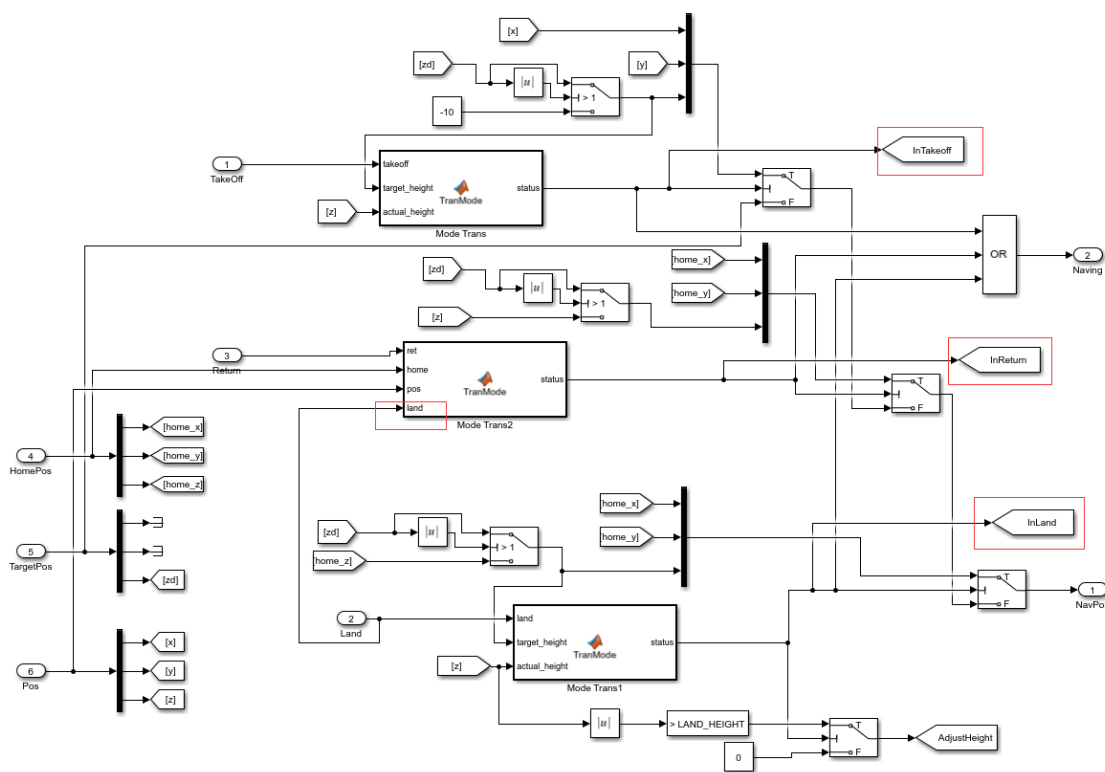 [x]
[zd]
[y]
|u|
> 1
-10
1
TakeOff
takeoff
target_height
actual_height
TranMode
status
Mode Trans
[z]
InTakeoff
T
F
OR
2
Naving
[zd]
|u|
> 1
[z]
[home_x]
[home_y]
3
Return
ret
home
pos
land
TranMode
status
Mode Trans2
InReturn
T
F
4
HomePos
[home_x]
[home_y]
[home_z]
5
TargetPos
[zd]
[zd]
|u|
> 1
[home_z]
[home_x]
[home_y]
InLand
T
F
1
NavPo
2
Land
land
target_height
actual_height
TranMode
status
Mode Trans1
[z]
6
Pos
[x]
[y]
[z]
|u|
> LAND_HEIGHT
0
T
F
AdjustHeight